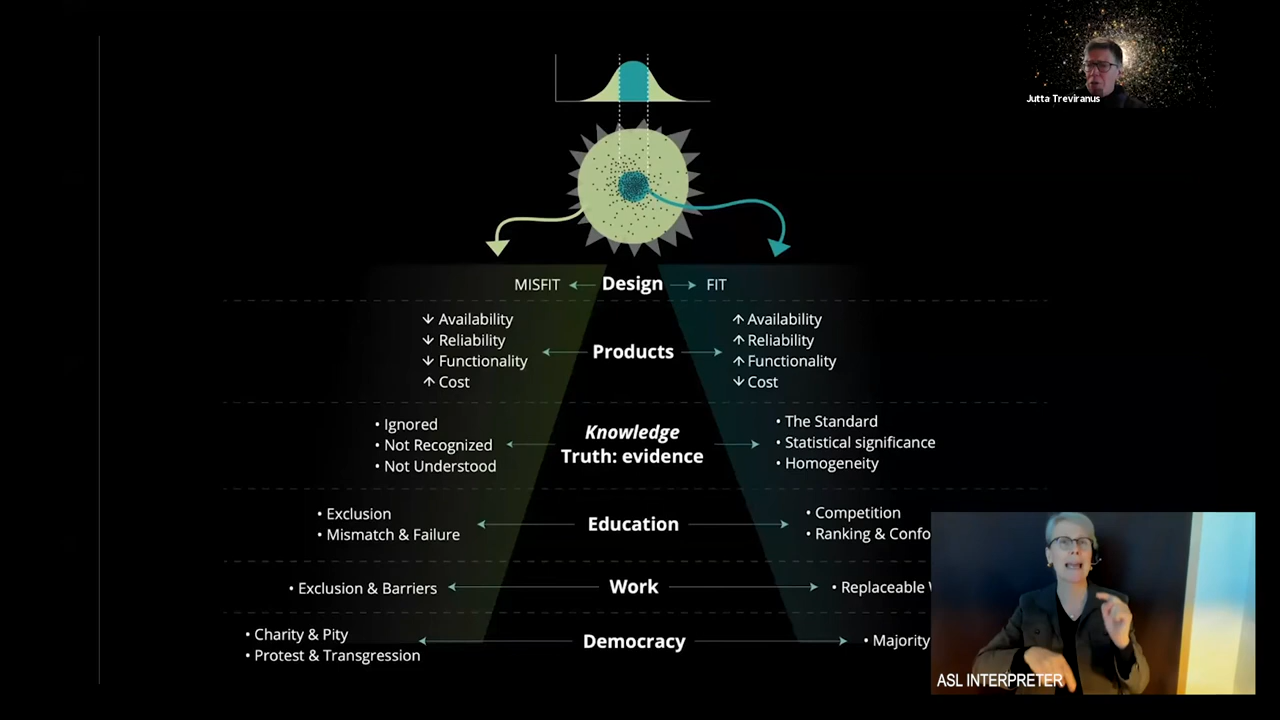 Jutta Treviranus
MISFIT Design FIT
↓ Availability
↓ Reliability
↓ Functionality
↑ Cost
Products
↑ Availability
↑ Reliability
↑ Functionality
↓ Cost
• Ignored
• Not Recognized
• Not Understood
Knowledge
Truth: evidence
• The Standard
• Statistical significance
• Homogeneity
• Exclusion
• Mismatch & Failure
Education
• Competition
• Ranking & Confo
• Exclusion & Barriers
Work
• Replaceable
• Charity & Pity
• Protest & Transgression
Democracy
• Majority
ASL INTERPRETER